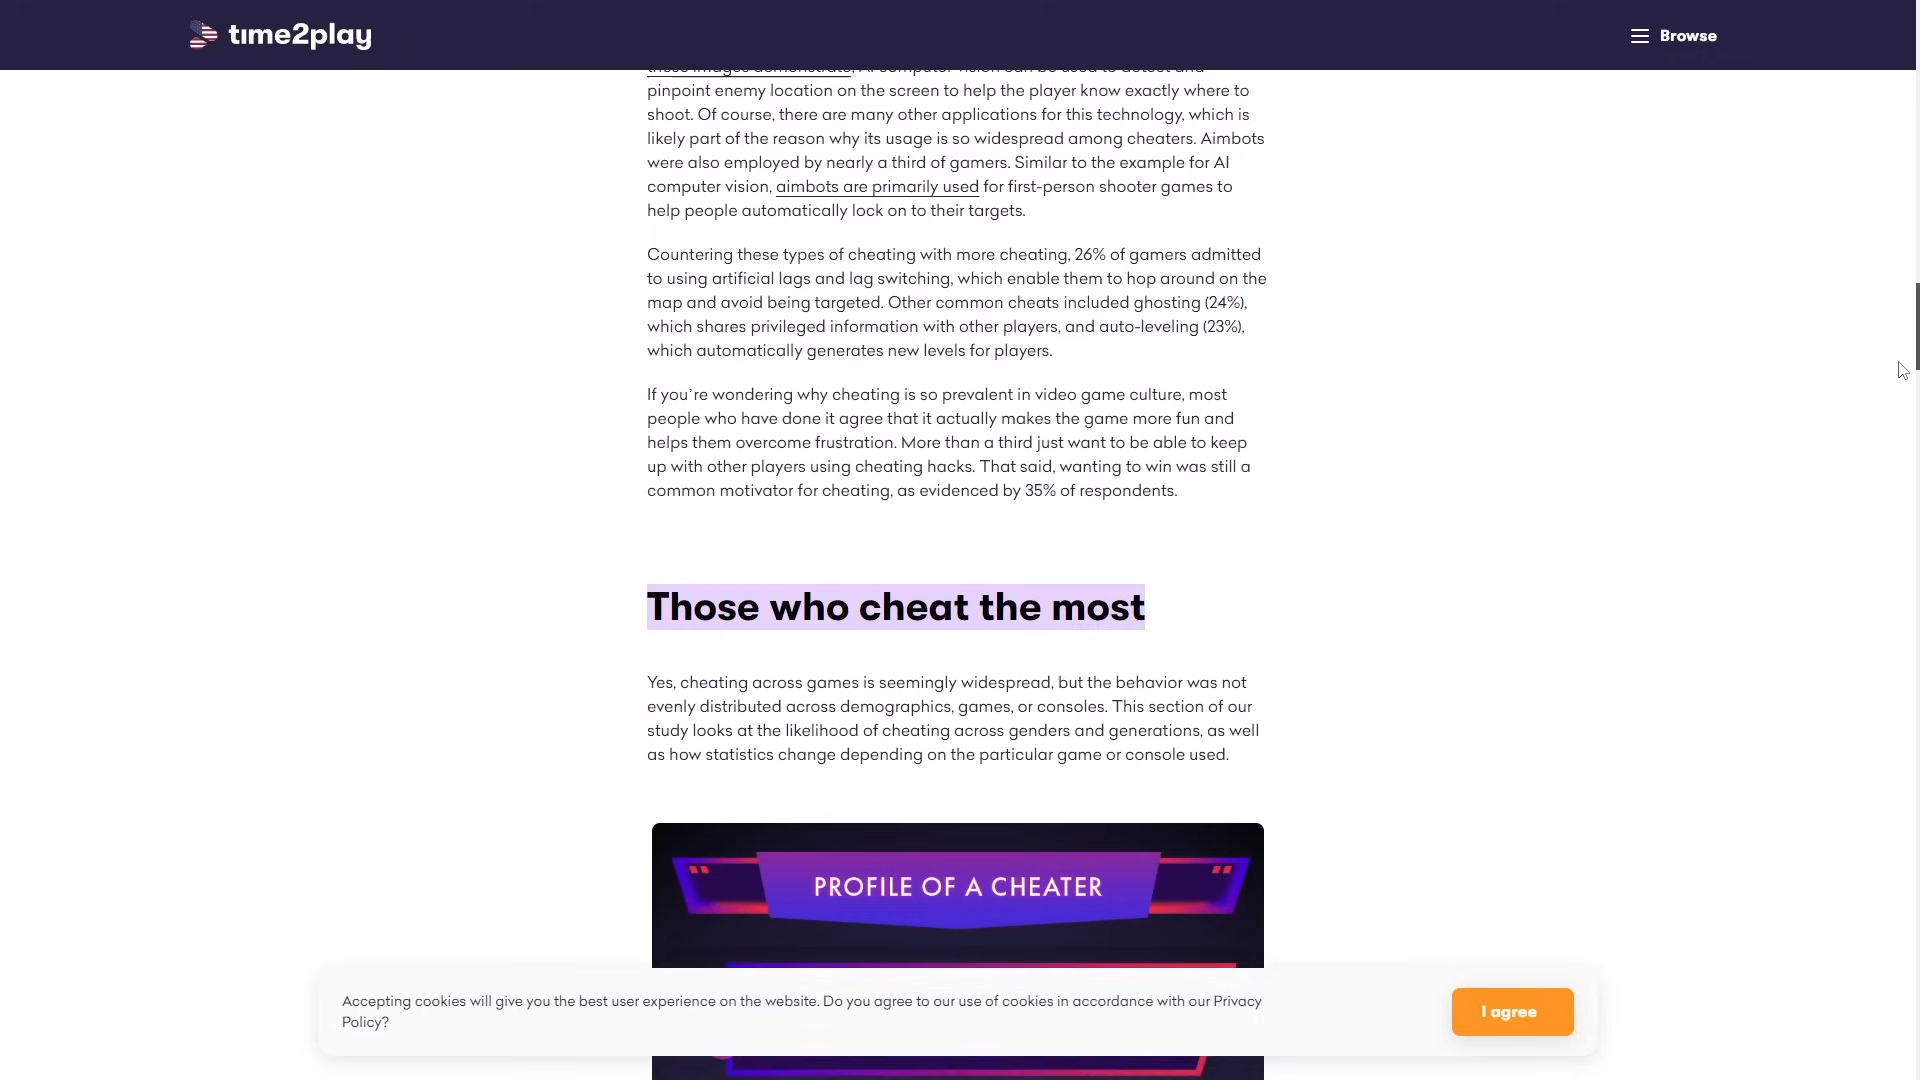 time2play
Browse
these images demonstrate, AI computer vision can be used to detect and
pinpoint enemy location on the screen to help the player know exactly where to
shoot. Of course, there are many other applications for this technology, which is
likely part of the reason why its usage is so widespread among cheaters. Aimbots
were also employed by nearly a third of gamers. Similar to the example for AI
computer vision, aimbots are primarily used for first-person shooter games to
help people automatically lock on to their targets.
Countering these types of cheating with more cheating, 26% of gamers admitted
to using artificial lags and lag switching, which enable them to hop around on the
map and avoid being targeted. Other common cheats included ghosting (24%),
which shares privileged information with other players, and auto-leveling (23%),
which automatically generates new levels for players.
If you’re wondering why cheating is so prevalent in video game culture, most
people who have done it agree that it actually makes the game more fun and
helps them overcome frustration. More than a third just want to be able to keep
up with other players using cheating hacks. That said, wanting to win was still a
common motivator for cheating, as evidenced by 35% of respondents.
Those who cheat the most
Yes, cheating across games is seemingly widespread, but the behavior was not
evenly distributed across demographics, games, or consoles. This section of our
study looks at the likelihood of cheating across genders and generations, as well
as how statistics change depending on the particular game or console used.
PROFILE OF A CHEATER
Accepting cookies will give you the best user experience on the website. Do you agree to our use of cookies in accordance with our Privacy
Policy?
I agree